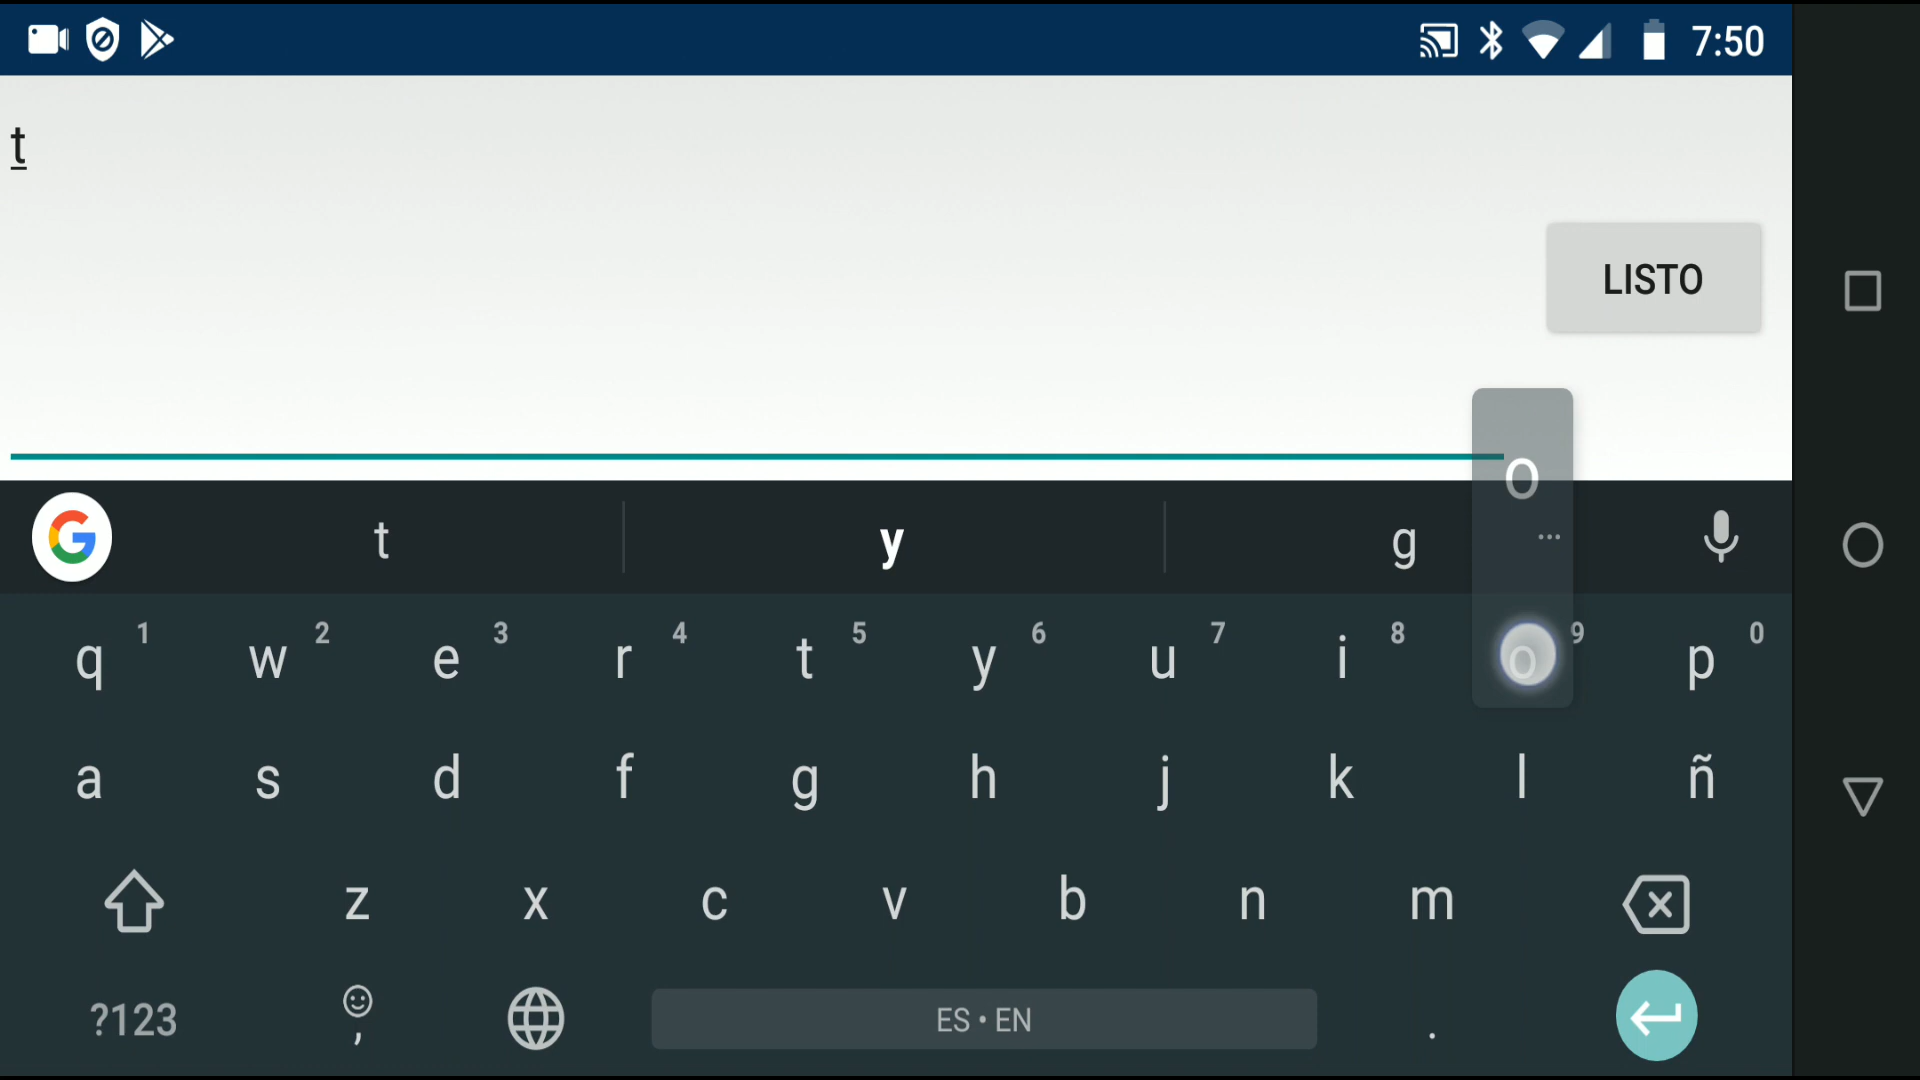 7:50
t
LISTO
o
t y g ...
1 2 3 4 5 6 7 8 9 0
q w e r t y u i o p
a s d f g h j k l ñ
z x c v b n m
?123 , ES • EN .